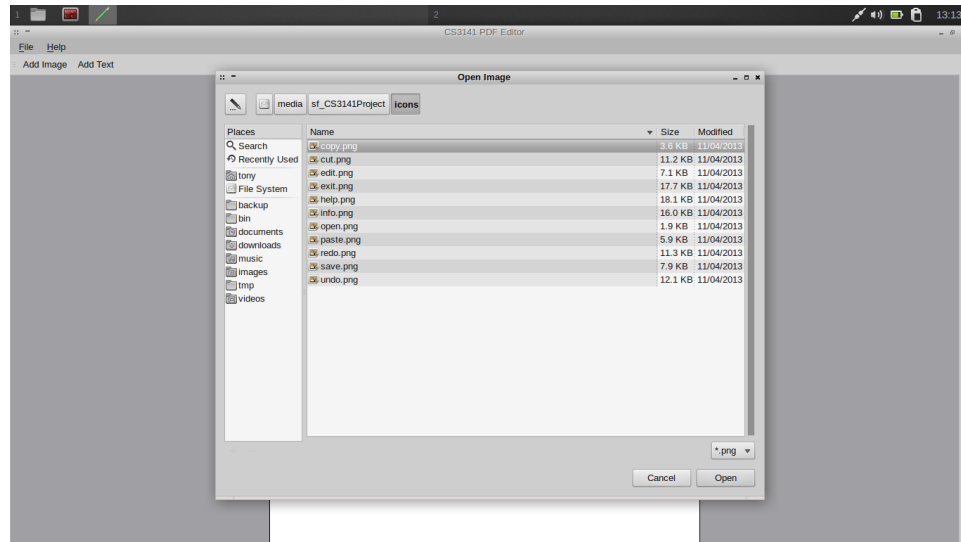 1 2 13:13
CS3141 PDF Editor
File Help
Add Image Add Text
Open Image
media sf_CS3141Project icons
Places Name Size Modified
Search copy.png 3.6 KB 11/04/2013
Recently Used cut.png 11.2 KB 11/04/2013
edit.png 7.1 KB 11/04/2013
tony
File System exit.png 17.7 KB 11/04/2013
help.png 18.1 KB 11/04/2013
backup info.png 16.0 KB 11/04/2013
bin open.png 1.9 KB 11/04/2013
documents paste.png 5.9 KB 11/04/2013
downloads redo.png 11.3 KB 11/04/2013
music save.png 7.9 KB 11/04/2013
images undo.png 12.1 KB 11/04/2013
tmp
videos
*.png
Cancel Open